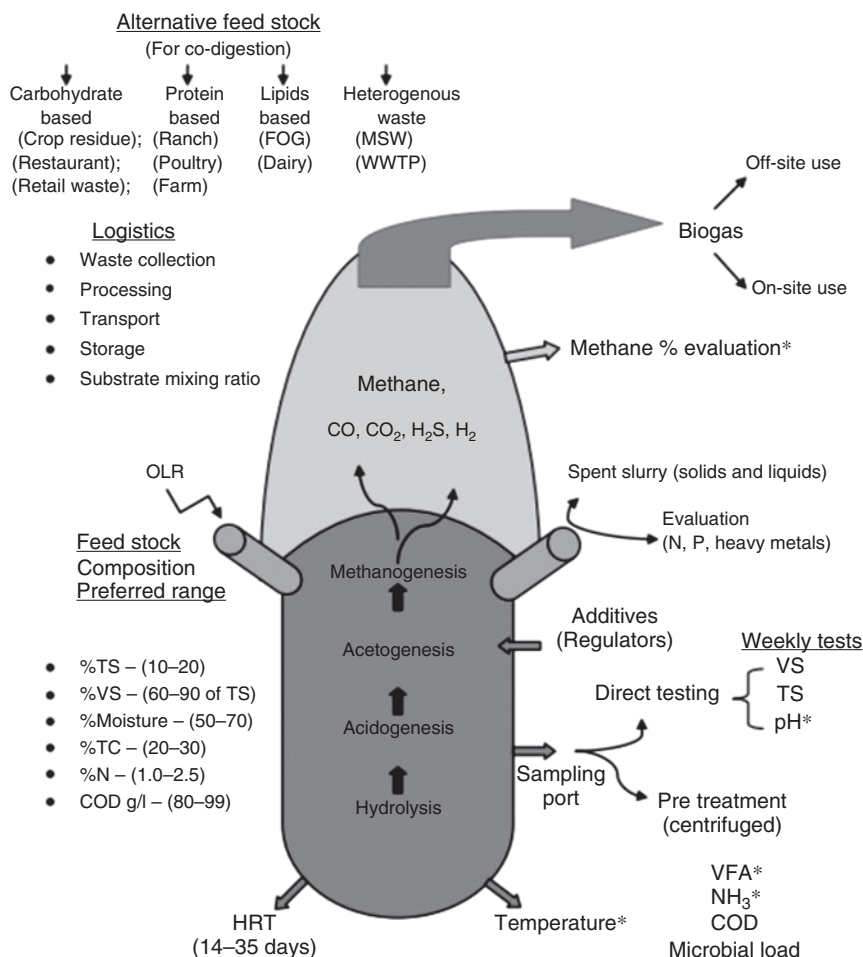 Alternative feed stock
(For co-digestion)
Carbohydrate based
(Crop residue);
(Restaurant);
(Retail waste);
Protein based
(Ranch)
(Poultry)
(Farm)
Lipids based
(FOG)
(Dairy)
Heterogenous waste
(MSW)
(WWTP)
Logistics
• Waste collection
• Processing
• Transport
• Storage
• Substrate mixing ratio
Off-site use
Biogas
On-site use
Methane % evaluation*
Methane,
CO, CO₂, H₂S, H₂
OLR
Spent slurry (solids and liquids)
Evaluation
(N, P, heavy metals)
Feed stock
Composition
Preferred range
• %TS – (10–20)
• %VS – (60–90 of TS)
• %Moisture – (50–70)
• %TC – (20–30)
• %N – (1.0–2.5)
• COD g/l – (80–99)
Methanogenesis
Acetogenesis
Acidogenesis
Hydrolysis
Additives
(Regulators)
Sampling
port
Direct testing
Weekly tests
VS
TS
pH*
Pre treatment
(centrifuged)
VFA*
NH₃*
COD
Microbial load
HRT
(14–35 days)
Temperature*